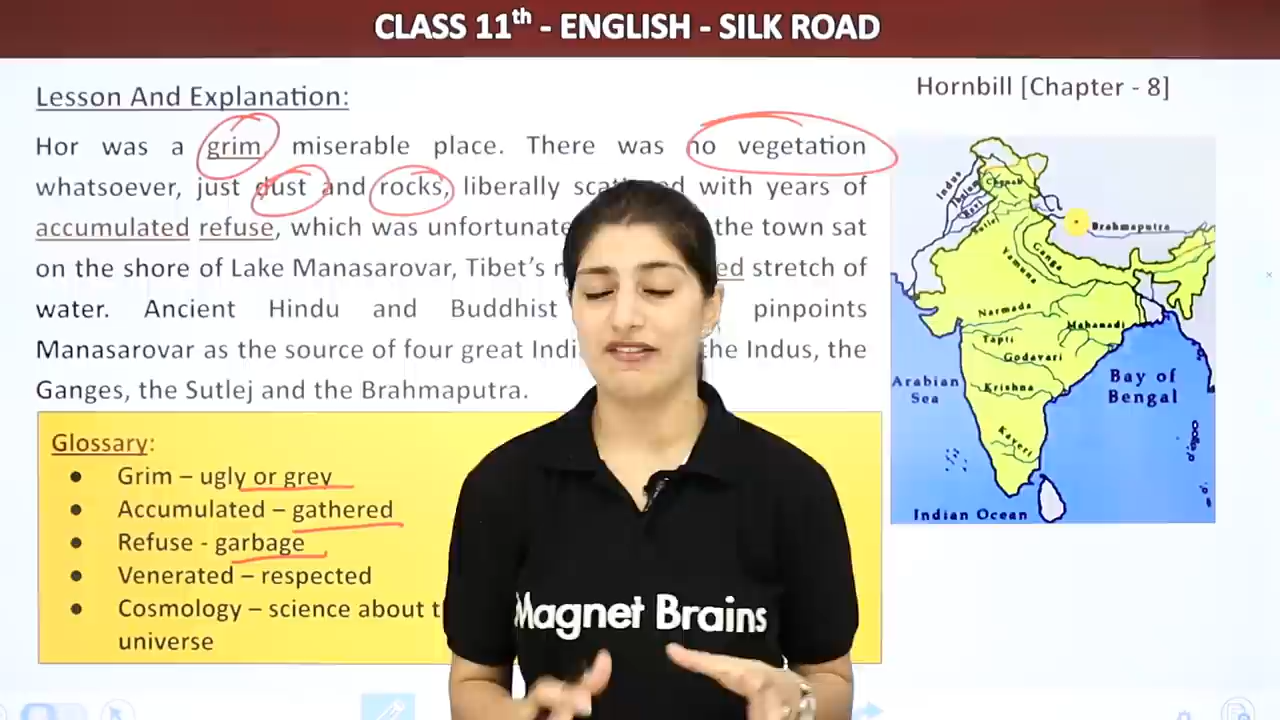 CLASS 11th - ENGLISH - SILK ROAD
Lesson And Explanation:
Hornbill [Chapter - 8]
Hor was a grim miserable place. There was no vegetation
whatsoever, just dust and rocks, liberally with years of
accumulated refuse, which was the town sat
on the shore of Lake Manasarovar, Tibet's stretch of
water. Ancient Hindu and Buddhist pinpoints
Manasarovar as the source of four great the Indus, the
Ganges, the Sutlej and the Brahmaputra.
Glossary:
Grim – ugly or grey
Accumulated – gathered
Refuse - garbage
Venerated – respected
Cosmology – science about
universe
Magnet Brains
Indus
Jhelum
Chenab
Ravi
Sutlej
Brahmaputra
Ganga
Yamuna
Narmada
Mahanadi
Tapti
Godavari
Krishna
Kaveri
Arabian
Sea
Bay of
Bengal
Indian Ocean